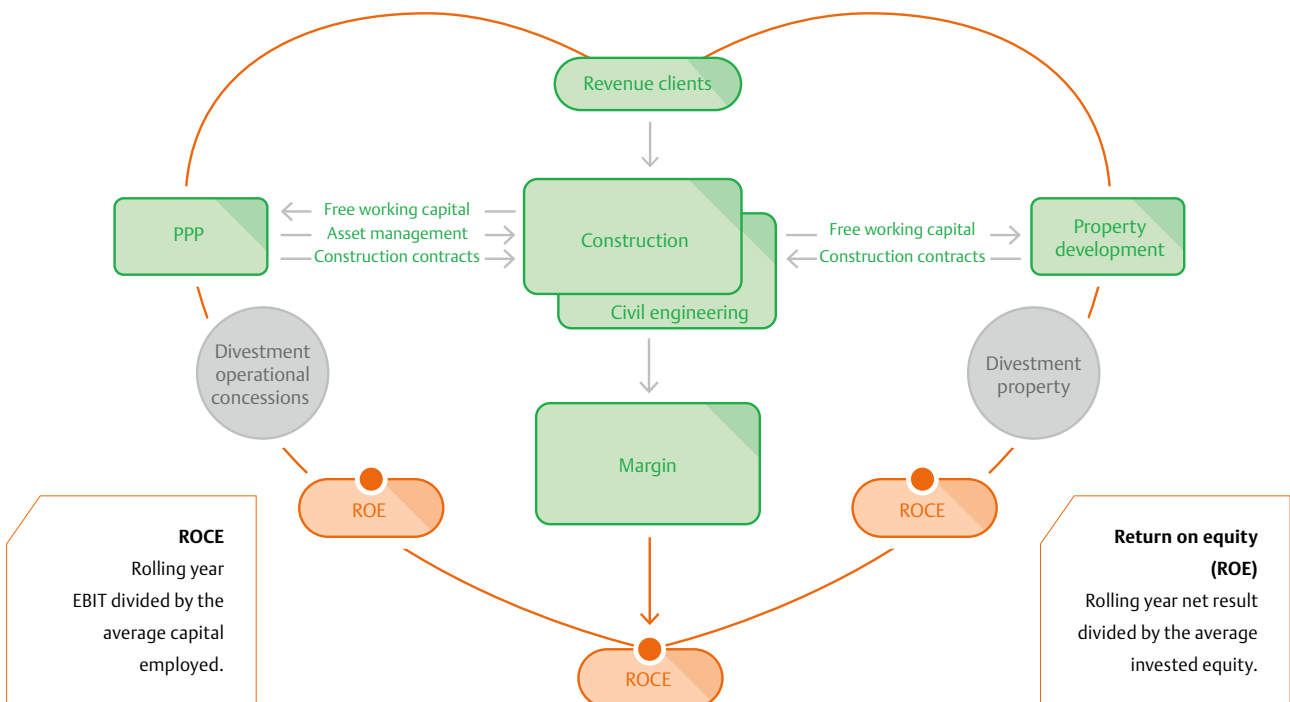 Revenue clients
PPP
Free working capital
Asset management
Construction contracts
Construction
Civil engineering
Free working capital
Construction contracts
Property
development
Divestment
operational
concessions
Divestment
property
Margin
ROE
ROCE
ROCE
Rolling year
EBIT divided by the
average capital
employed.
Return on equity
(ROE)
Rolling year net result
divided by the average
invested equity.
ROCE